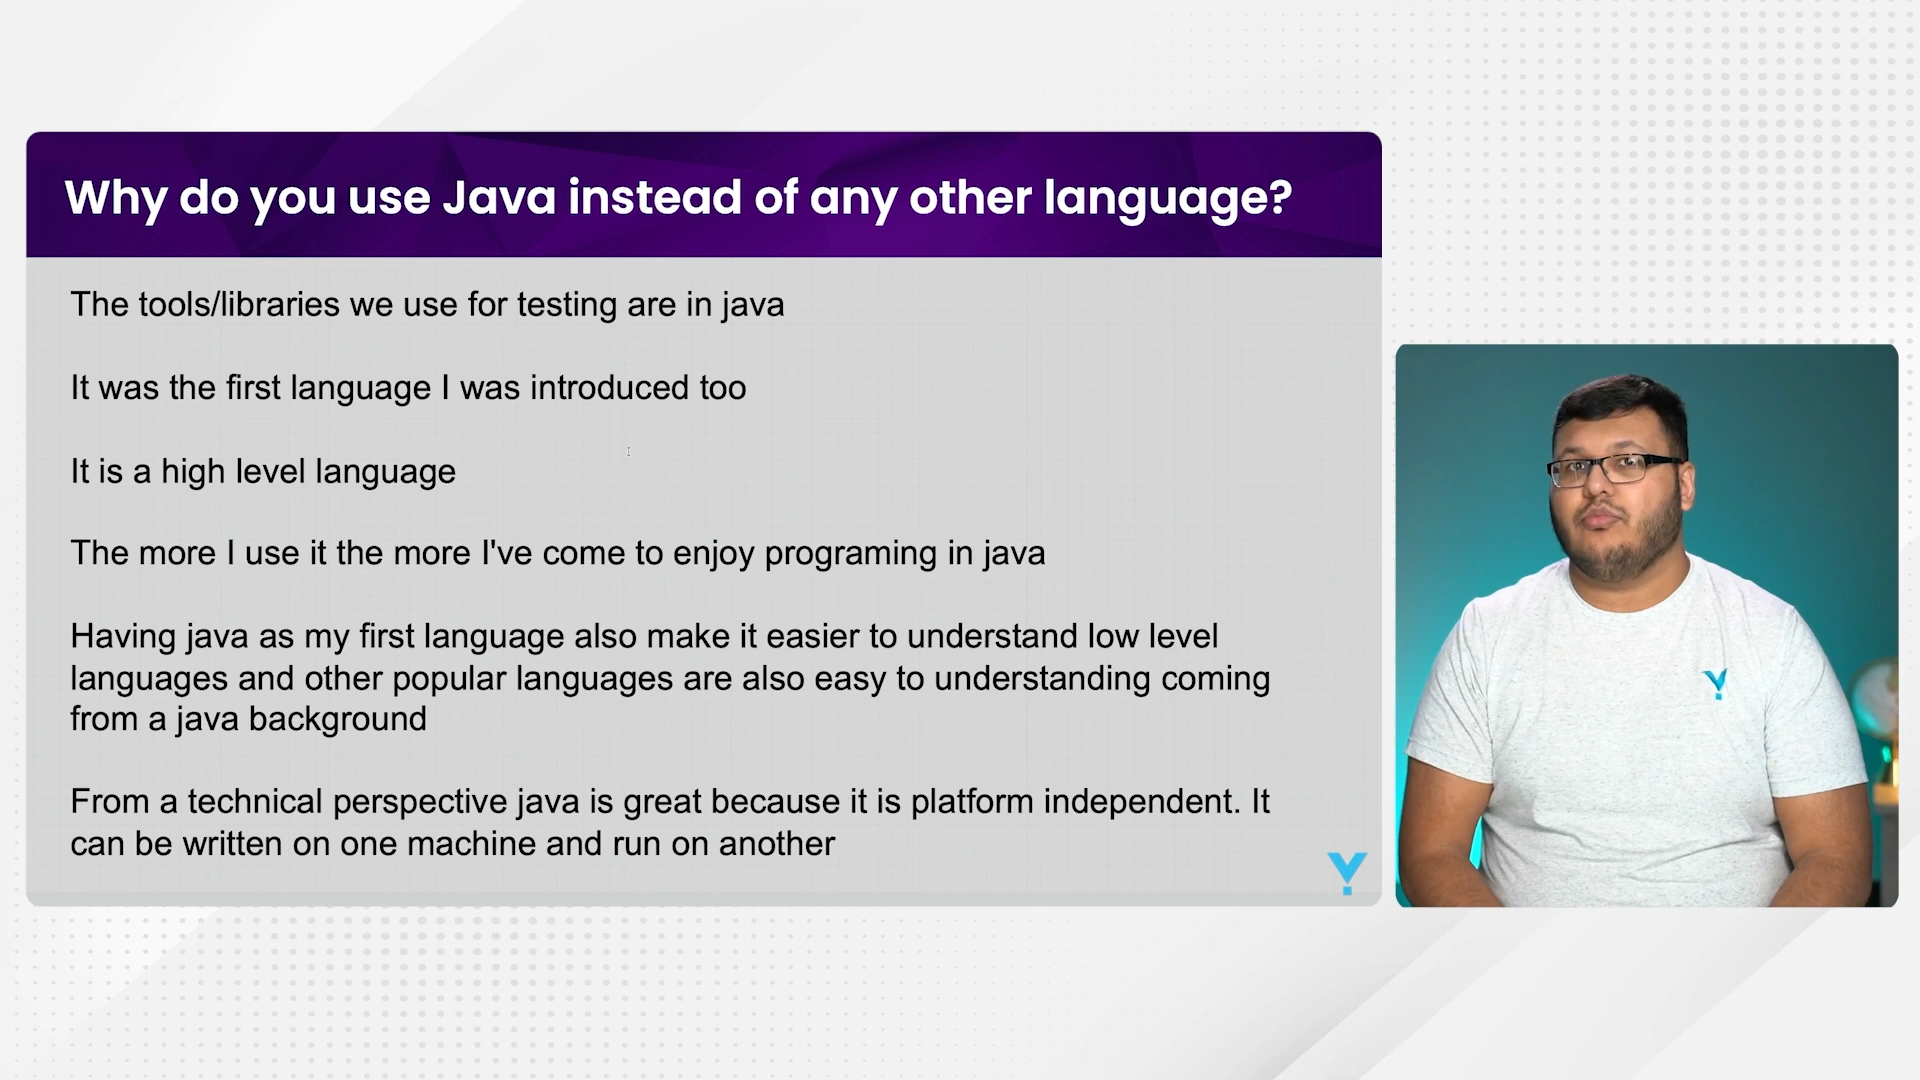 Why do you use Java instead of any other language?
The tools/libraries we use for testing are in java
It was the first language I was introduced too
It is a high level language
The more I use it the more I've come to enjoy programing in java
Having java as my first language also make it easier to understand low level
languages and other popular languages are also easy to understanding coming
from a java background
From a technical perspective java is great because it is platform independent. It
can be written on one machine and run on another